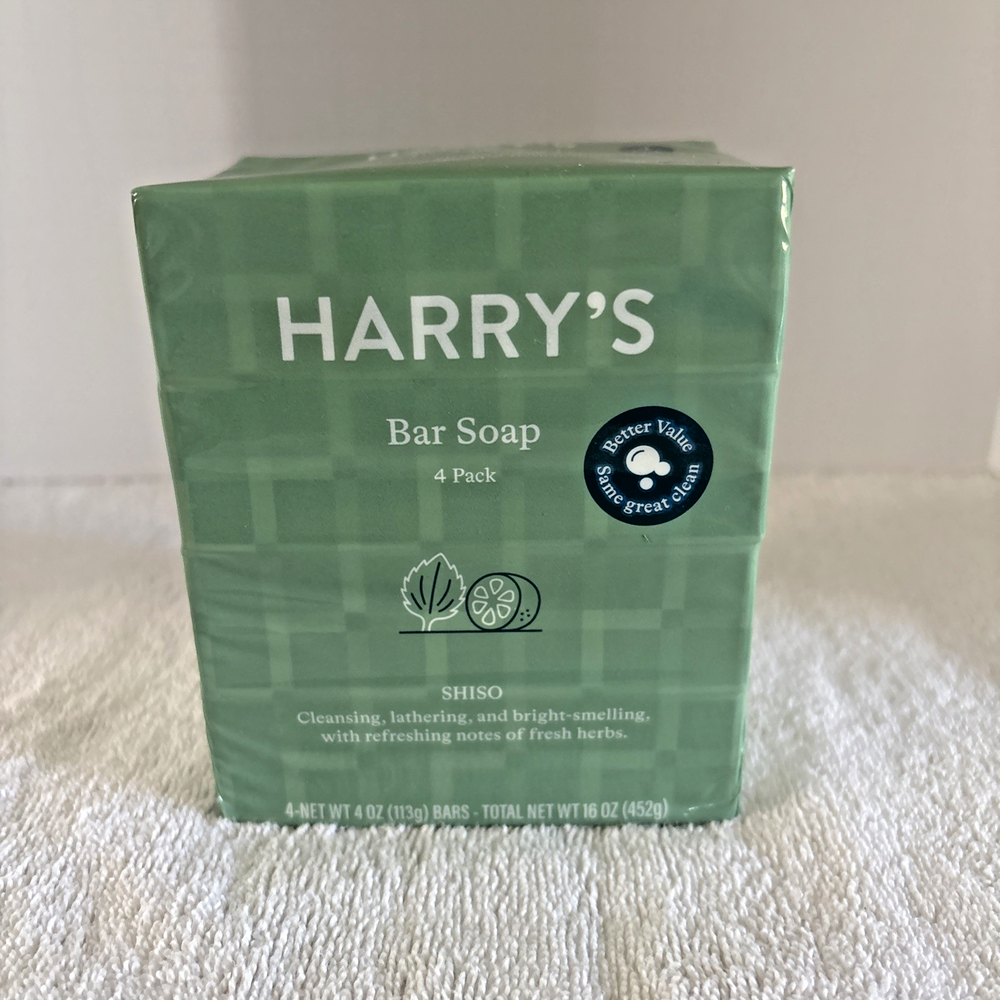 HARRY'S
Bar Soap
4 Pack
Better Value
Same great clean
SHISO
Cleansing, lathering, and bright-smelling,
with refreshing notes of fresh herbs.
4-NET WT 4 OZ (113g) BARS - TOTAL NET WT 16 OZ (452g)